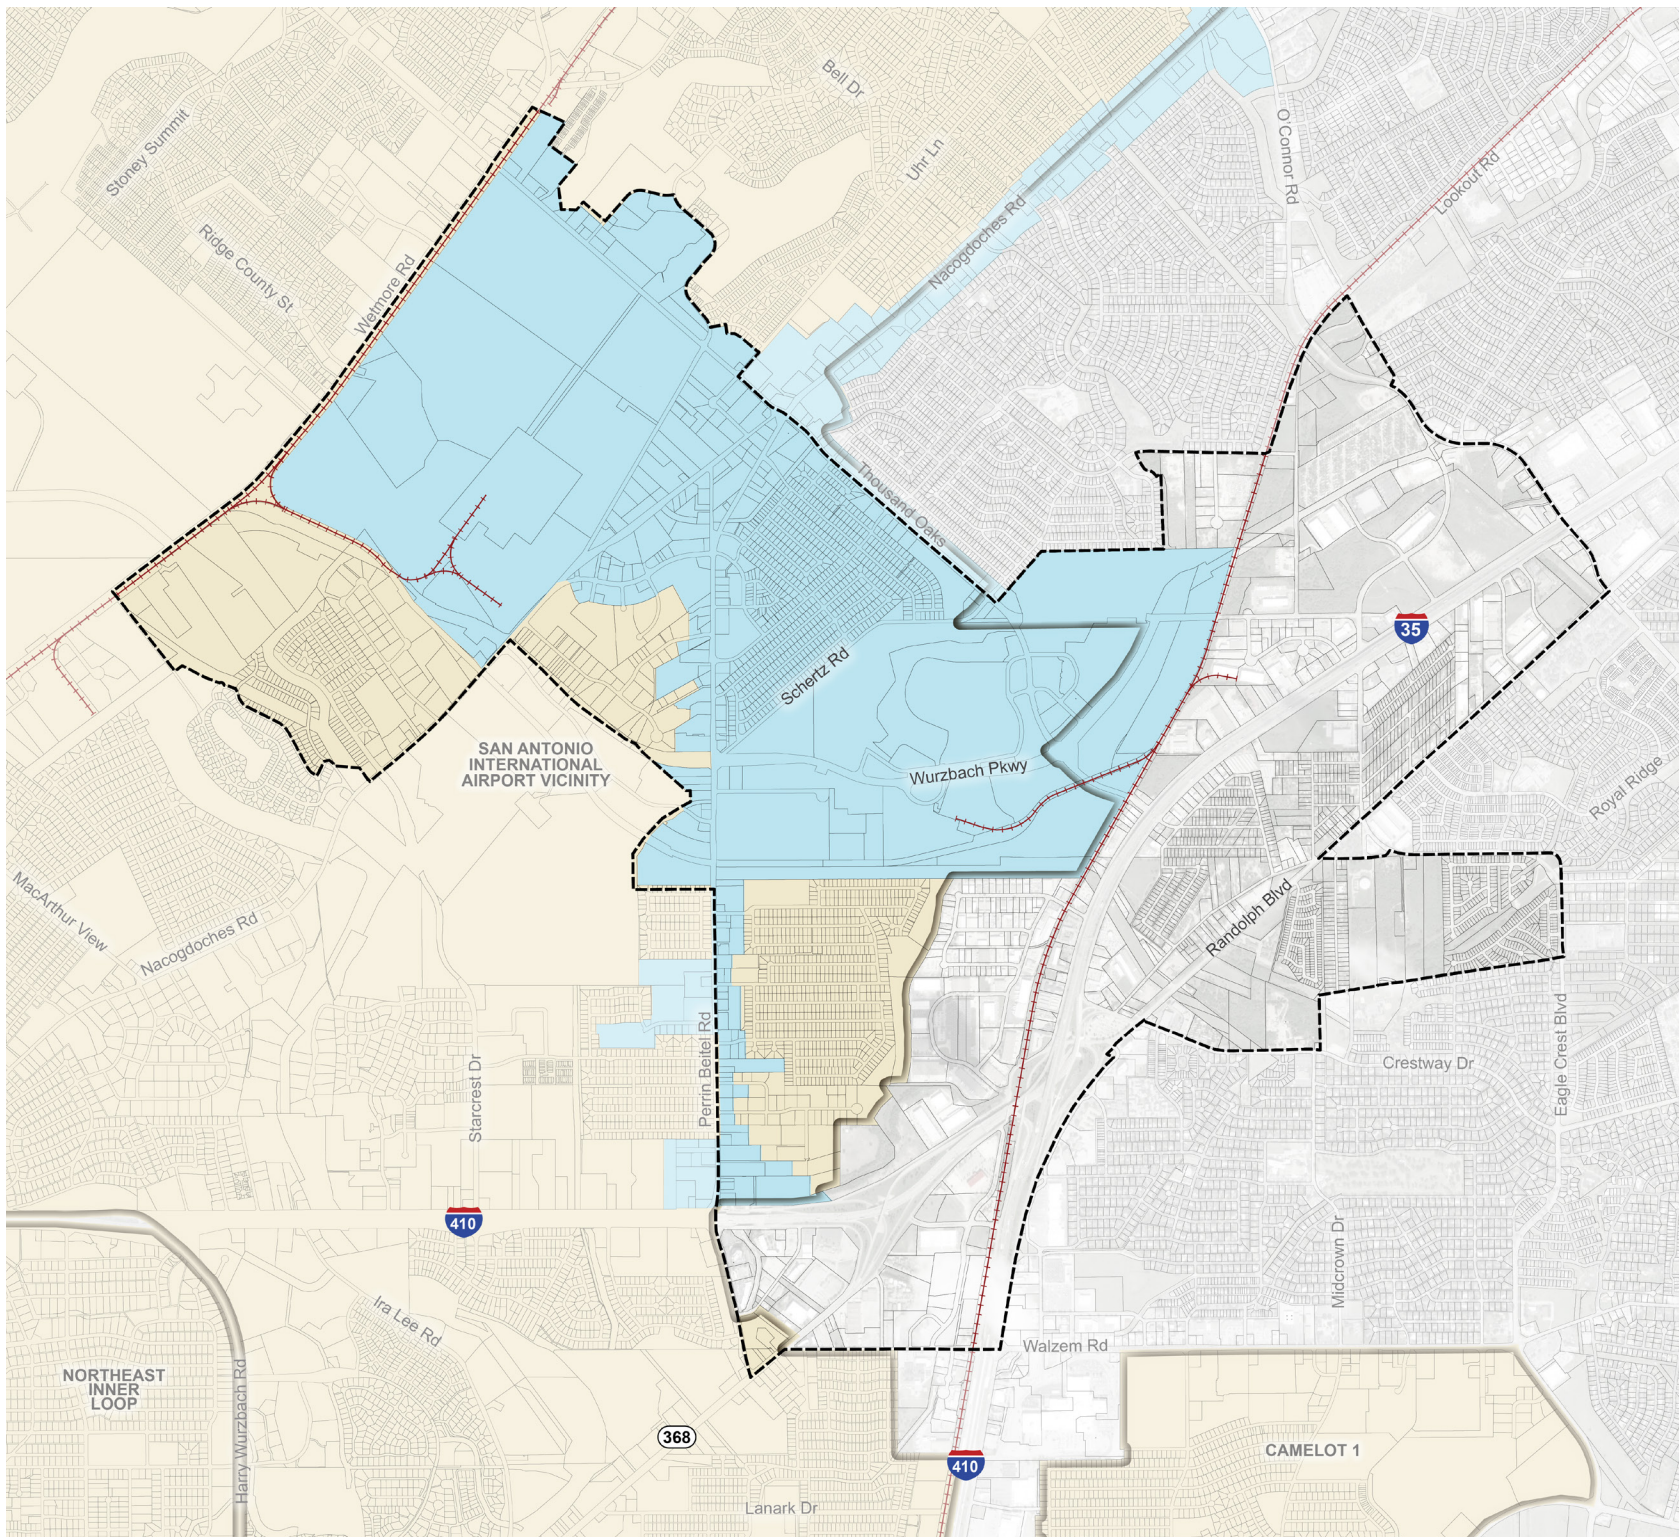 Bell Dr
Stoney Summit
O'Connor Rd
Uhr Ln
Lookout Rd
Nacogdoches Rd
Ridge County St
Wetmore Rd
Thousand Oaks
35
Schertz Rd
SAN ANTONIO
INTERNATIONAL
AIRPORT VICINITY
Wurzbach Pkwy
Royal Ridge
MacArthur View
Nacogdoches Rd
Randolph Blvd
Perrin Beitel Rd
Starcrest Dr
Crestway Dr
Eagle Crest Blvd
410
Midcrown Dr
Ira Lee Rd
Walzem Rd
NORTHEAST
INNER
LOOP
Harry Wurzbach Rd
368
410
CAMELOT 1
Lanark Dr